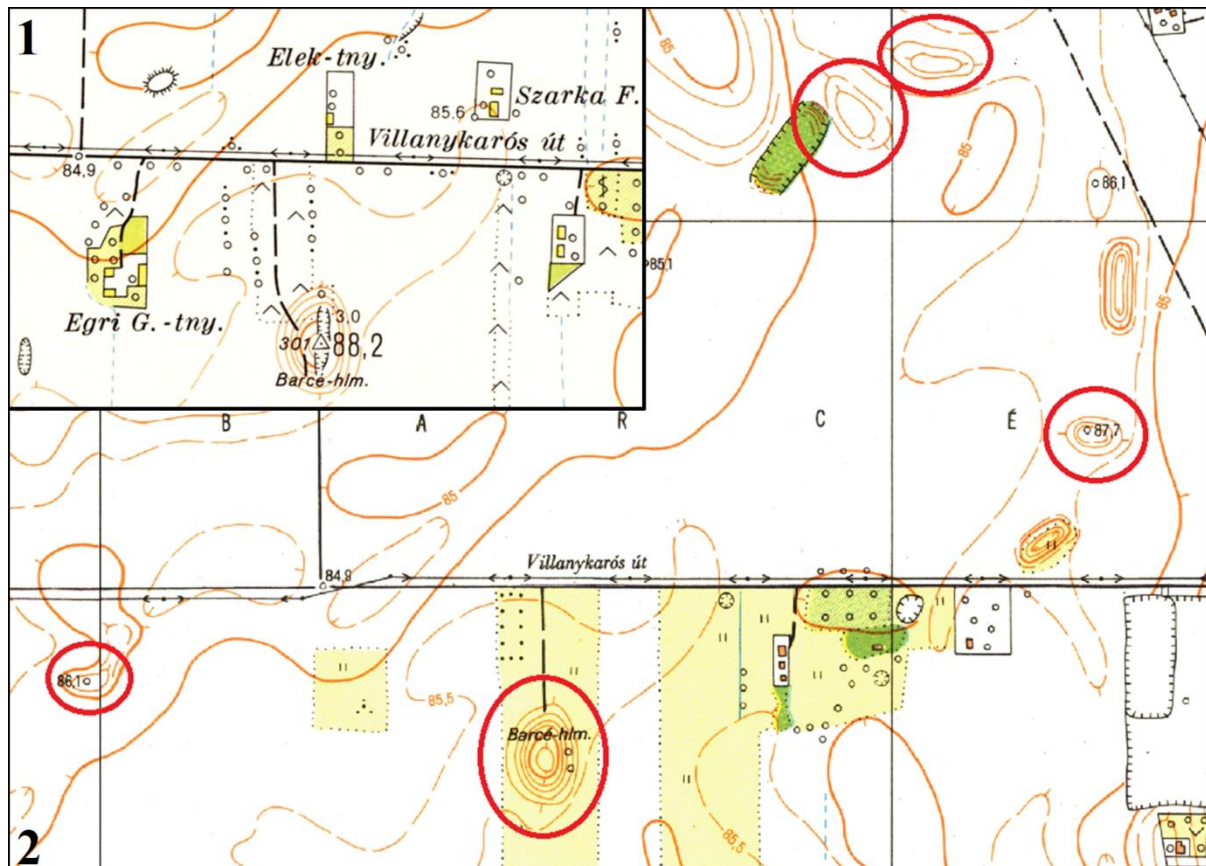 1
Elek-tny.
85,6
Szarka F.
Villanykarós út
84,9
Egri G.-tny.
3,0
301
88,2
Barcé-hlm.
85
85
86,1
85,1
85
B A R C É
87,7
85
84,9
Villanykarós út
86,1
85,5
Barcé-hlm.
85,5
2